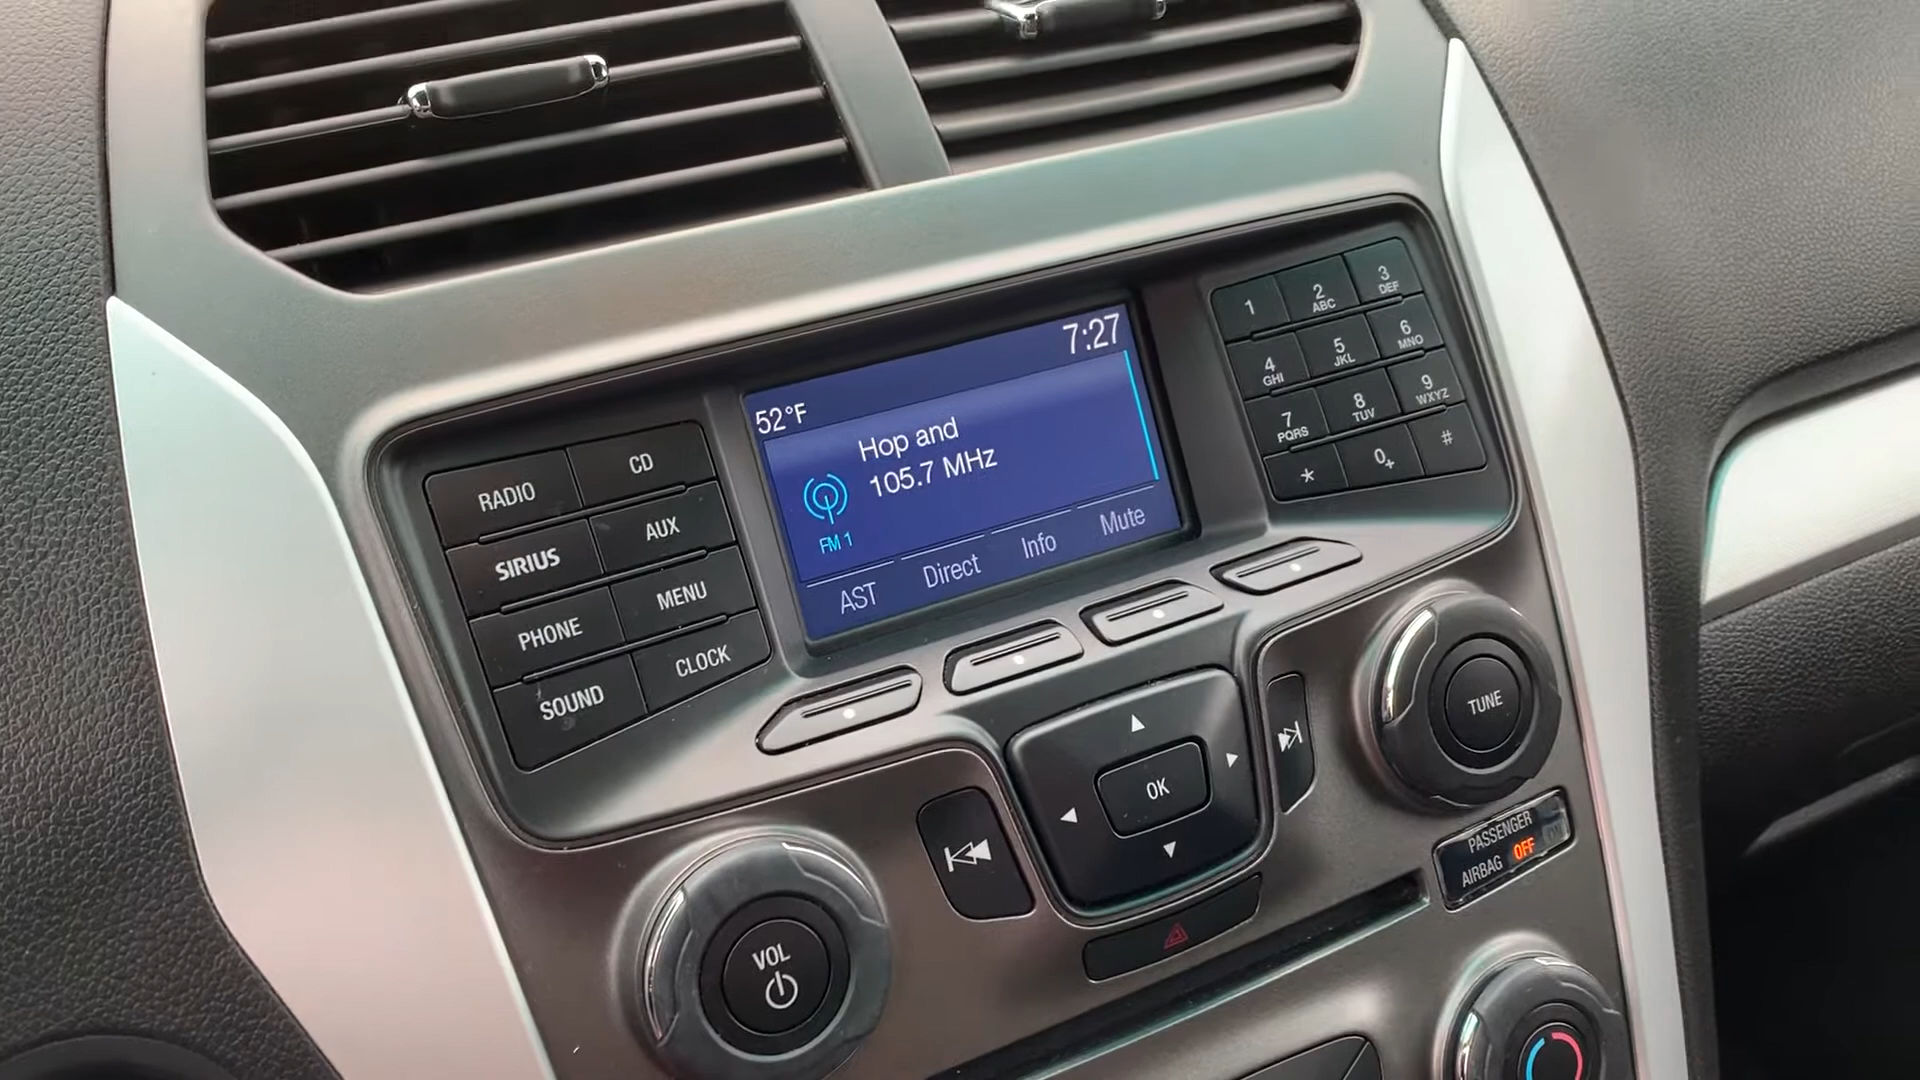 7:27
52°F
Hop and
105.7 MHz
FM 1
AST Direct Info Mute
RADIO CD
SIRIUS AUX
PHONE MENU
SOUND CLOCK
1 2 ABC 3 DEF
4 GHI 5 JKL 6 MNO
7 PQRS 8 TUV 9 WXYZ
* 0+ #
OK
TUNE
VOL
PASSENGER
AIRBAG OFF ON